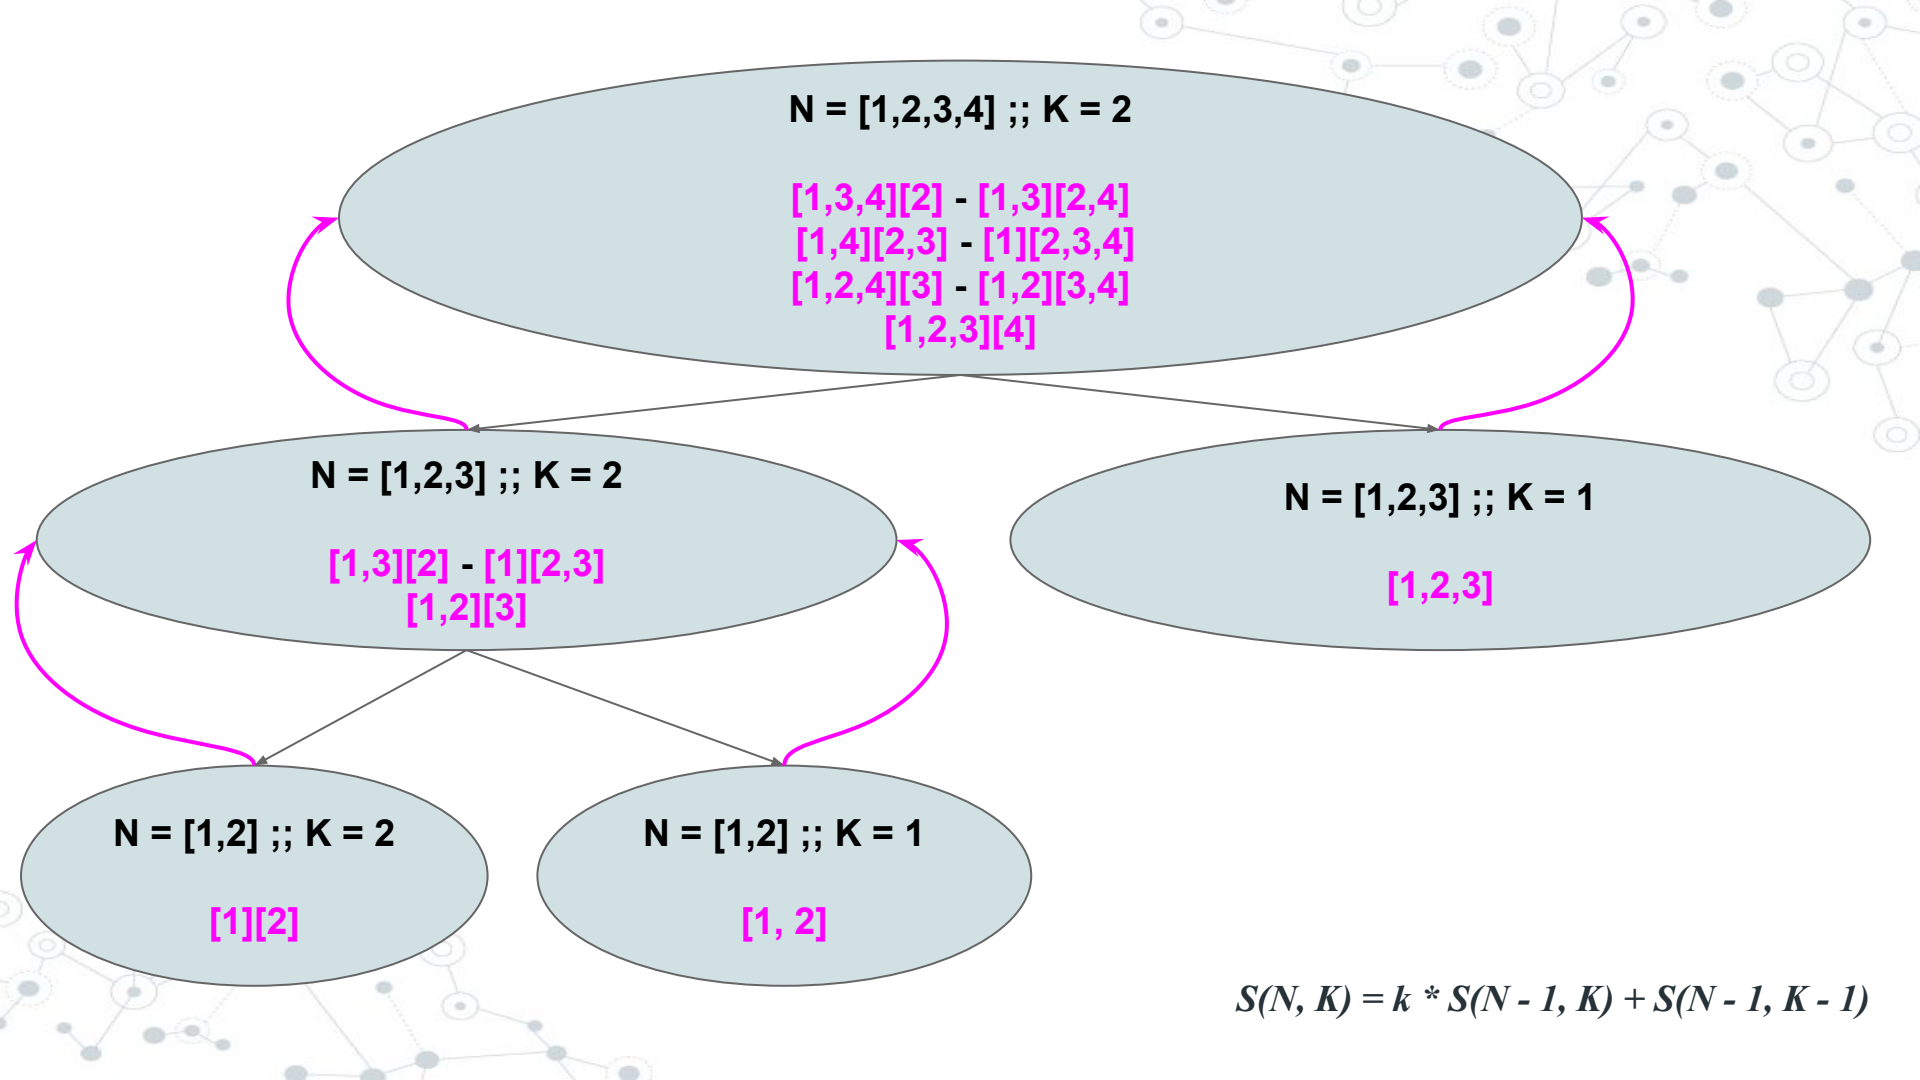 N = [1,2,3,4] ;; K = 2
[1,3,4][2] - [1,3][2,4]
[1,4][2,3] - [1][2,3,4]
[1,2,4][3] - [1,2][3,4]
[1,2,3][4]
N = [1,2,3] ;; K = 2
[1,3][2] - [1][2,3]
[1,2][3]
N = [1,2,3] ;; K = 1
[1,2,3]
N = [1,2] ;; K = 2
[1][2]
N = [1,2] ;; K = 1
[1, 2]
S(N, K) = k * S(N - 1, K) + S(N - 1, K - 1)